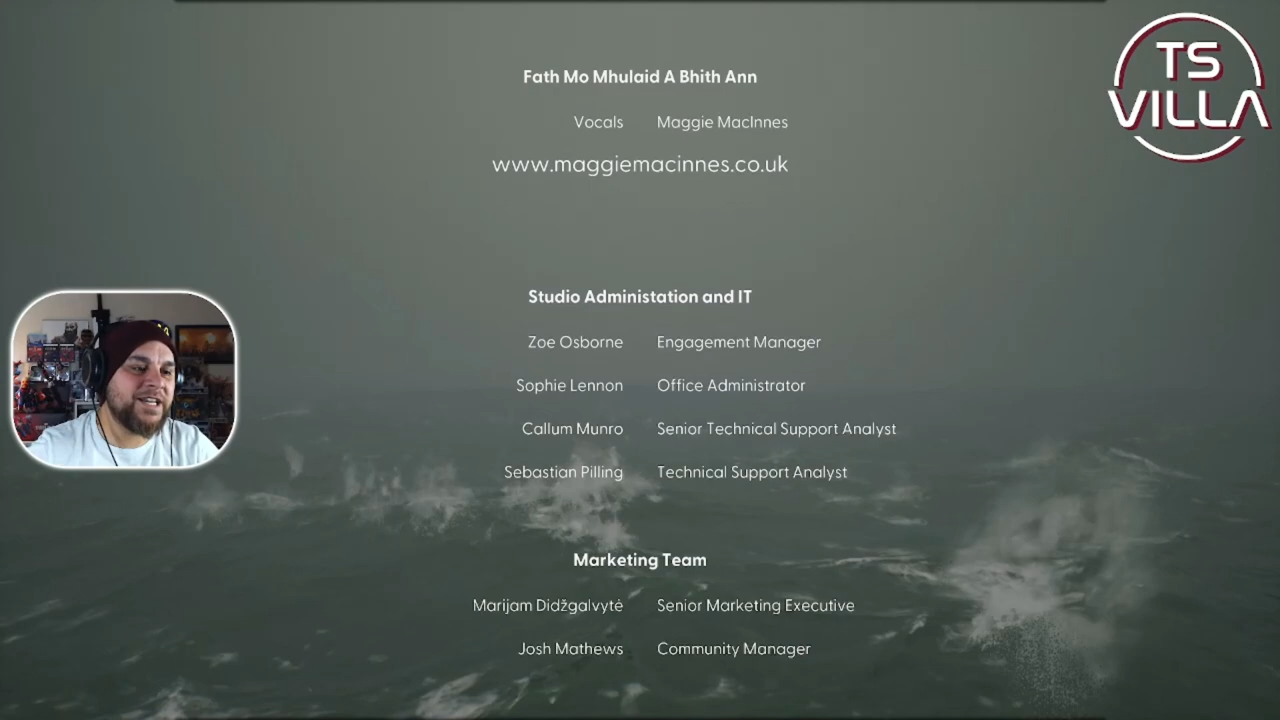 TS
VILLA
Fath Mo Mhulaid A Bhith Ann
Vocals Maggie MacInnes
www.maggiemacinnes.co.uk
Studio Administation and IT
Zoe Osborne Engagement Manager
Sophie Lennon Office Administrator
Callum Munro Senior Technical Support Analyst
Sebastian Pilling Technical Support Analyst
Marketing Team
Marijam Didžgalvytė Senior Marketing Executive
Josh Mathews Community Manager